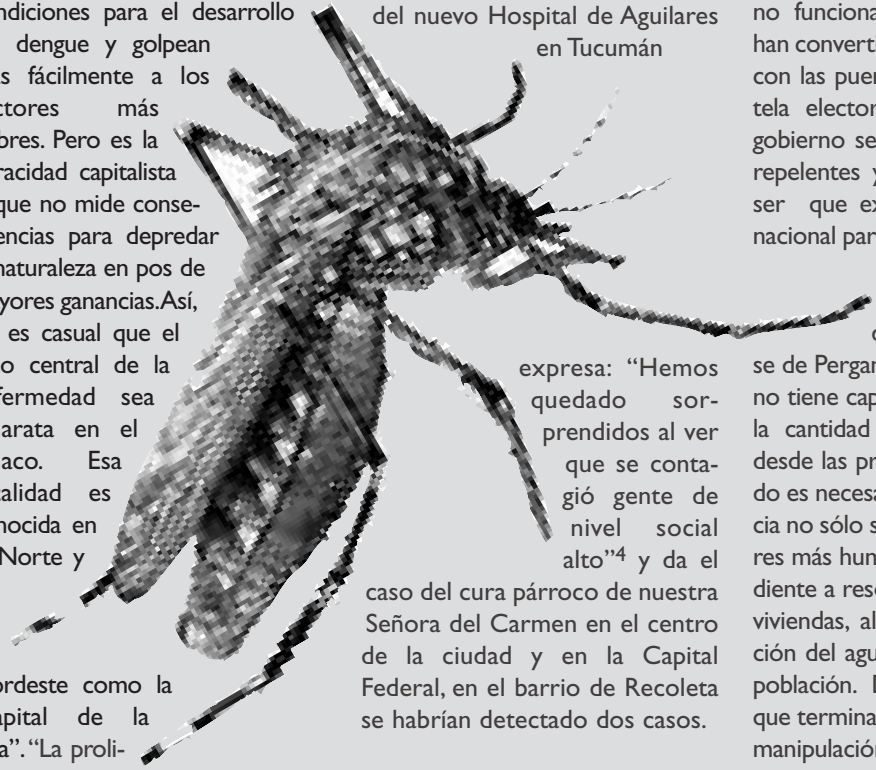 ndiciones para el desarrollo
dengue y golpean
s fácilmente a los
ctores más
bres. Pero es la
racidad capitalista
que no mide conse-
encias para depredar
naturaleza en pos de
yores ganancias.Así,
es casual que el
o central de la
fermedad sea
arata en el
aco. Esa
calidad es
nocida en
Norte y
ordeste como la
apital de la
a”. “La proli-
del nuevo Hospital de Aguilares
en Tucumán
expresa: “Hemos
quedado sor-
prendidos al ver
que se conta-
gió gente de
nivel social
alto”4 y da el
caso del cura párroco de nuestra
Señora del Carmen en el centro
de la ciudad y en la Capital
Federal, en el barrio de Recoleta
se habrían detectado dos casos.
no funciona
han converti
con las puer
tela elector
gobierno se
repelentes y
ser que ex
nacional par
se de Pergam
no tiene cap
la cantidad
desde las pr
do es necesa
cia no sólo s
res más hum
diente a reso
viviendas, al
ción del agu
población.
que termina
manipulación